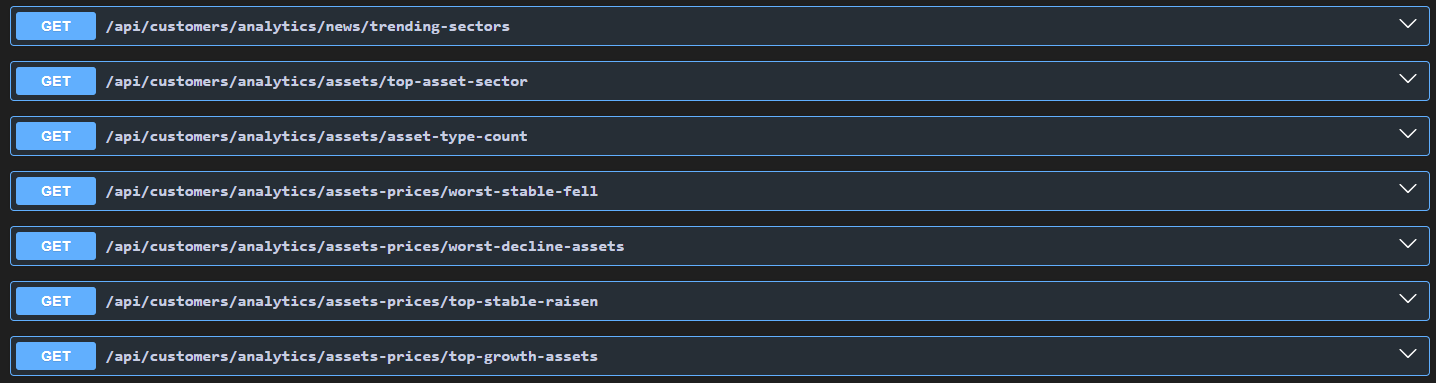 GET /api/customers/analytics/news/trending-sectors
GET /api/customers/analytics/assets/top-asset-sector
GET /api/customers/analytics/assets/asset-type-count
GET /api/customers/analytics/assets-prices/worst-stable-fell
GET /api/customers/analytics/assets-prices/worst-decline-assets
GET /api/customers/analytics/assets-prices/top-stable-raisen
GET /api/customers/analytics/assets-prices/top-growth-assets